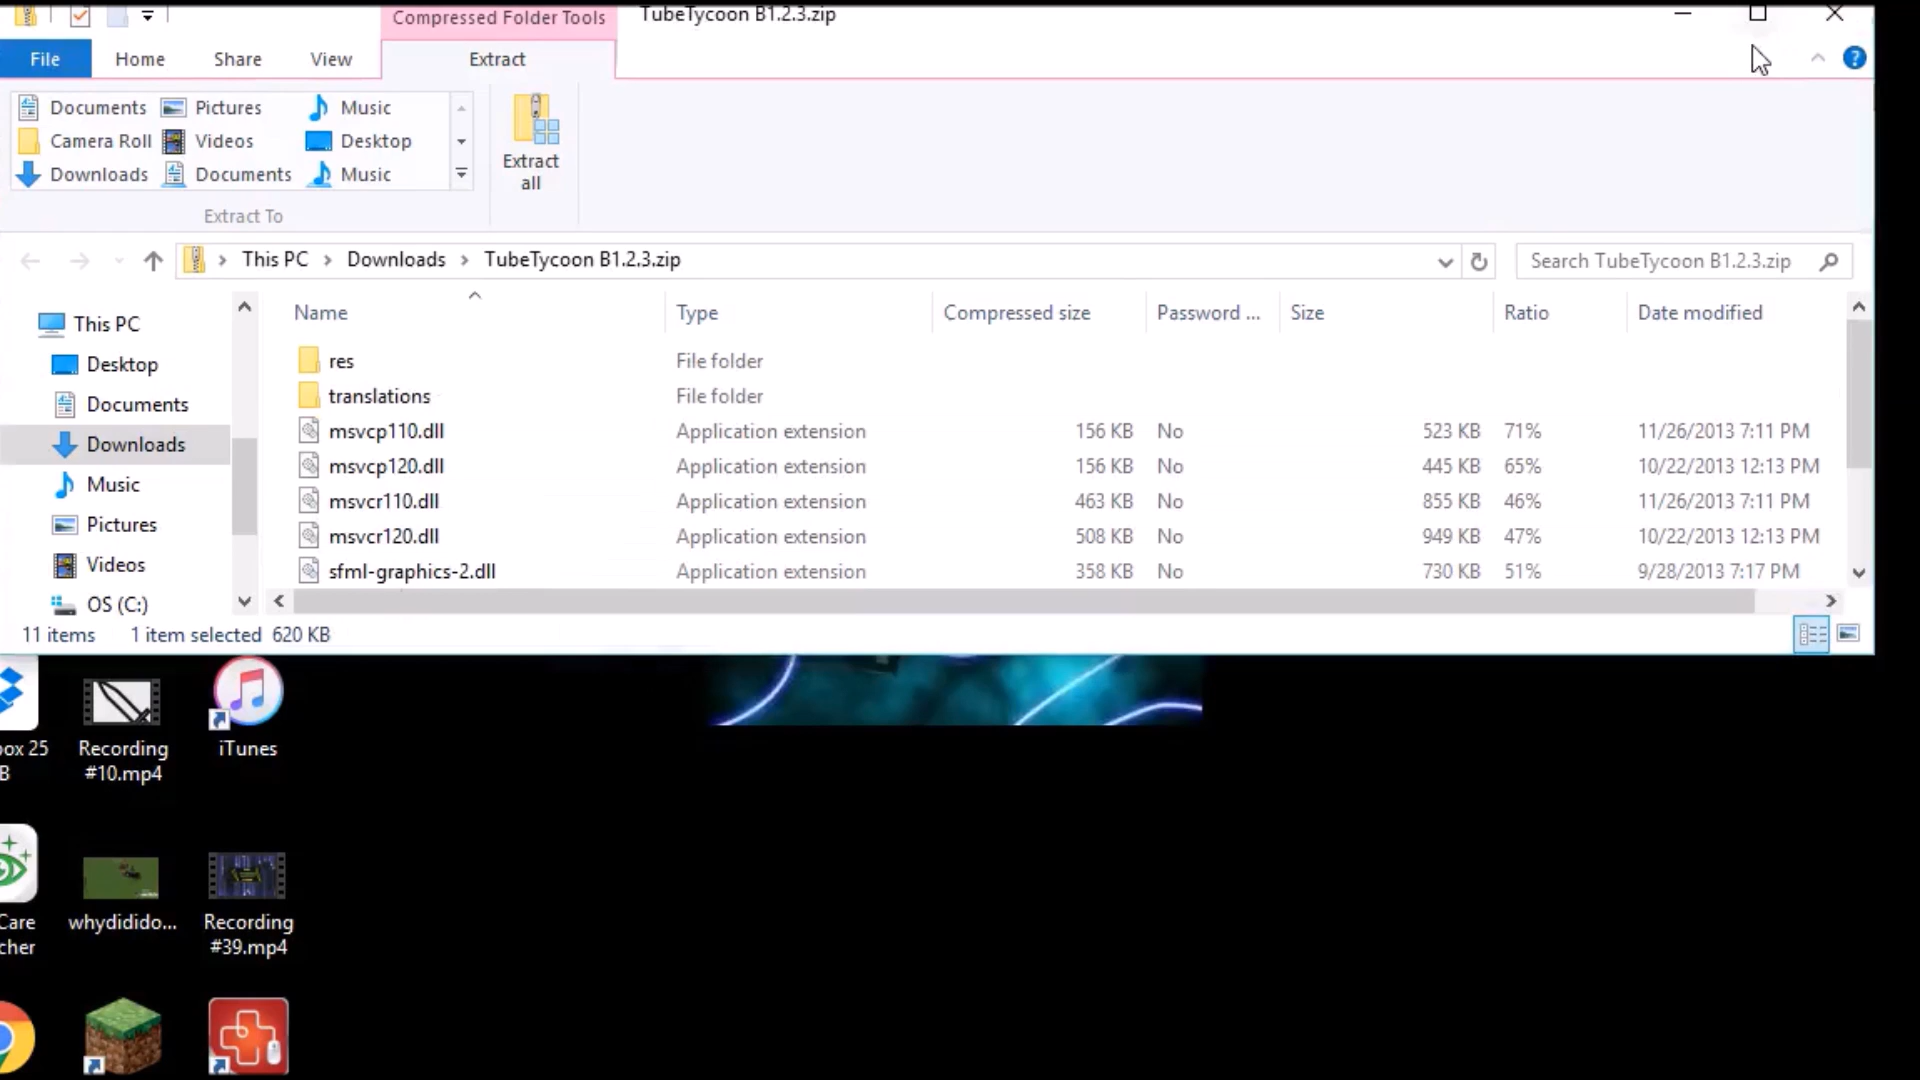 Compressed Folder Tools TubeTycoon B1.2.3.zip
File Home Share View Extract
Documents Pictures Music
Camera Roll Videos Desktop
Downloads Documents Music
Extract
all
Extract To
This PC Downloads TubeTycoon B1.2.3.zip Search TubeTycoon B1.2.3.zip
Name Type Compressed size Password ... Size Ratio Date modified
This PC
Desktop
Documents
Downloads
Music
Pictures
Videos
OS (C:)
res File folder
translations File folder
msvcp110.dll Application extension 156 KB No 523 KB 71% 11/26/2013 7:11 PM
msvcp120.dll Application extension 156 KB No 445 KB 65% 10/22/2013 12:13 PM
msvcr110.dll Application extension 463 KB No 855 KB 46% 11/26/2013 7:11 PM
msvcr120.dll Application extension 508 KB No 949 KB 47% 10/22/2013 12:13 PM
sfml-graphics-2.dll Application extension 358 KB No 730 KB 51% 9/28/2013 7:17 PM
11 items 1 item selected 620 KB
box 25
B
Recording
#10.mp4
iTunes
Care
cher
whydidido...
Recording
#39.mp4